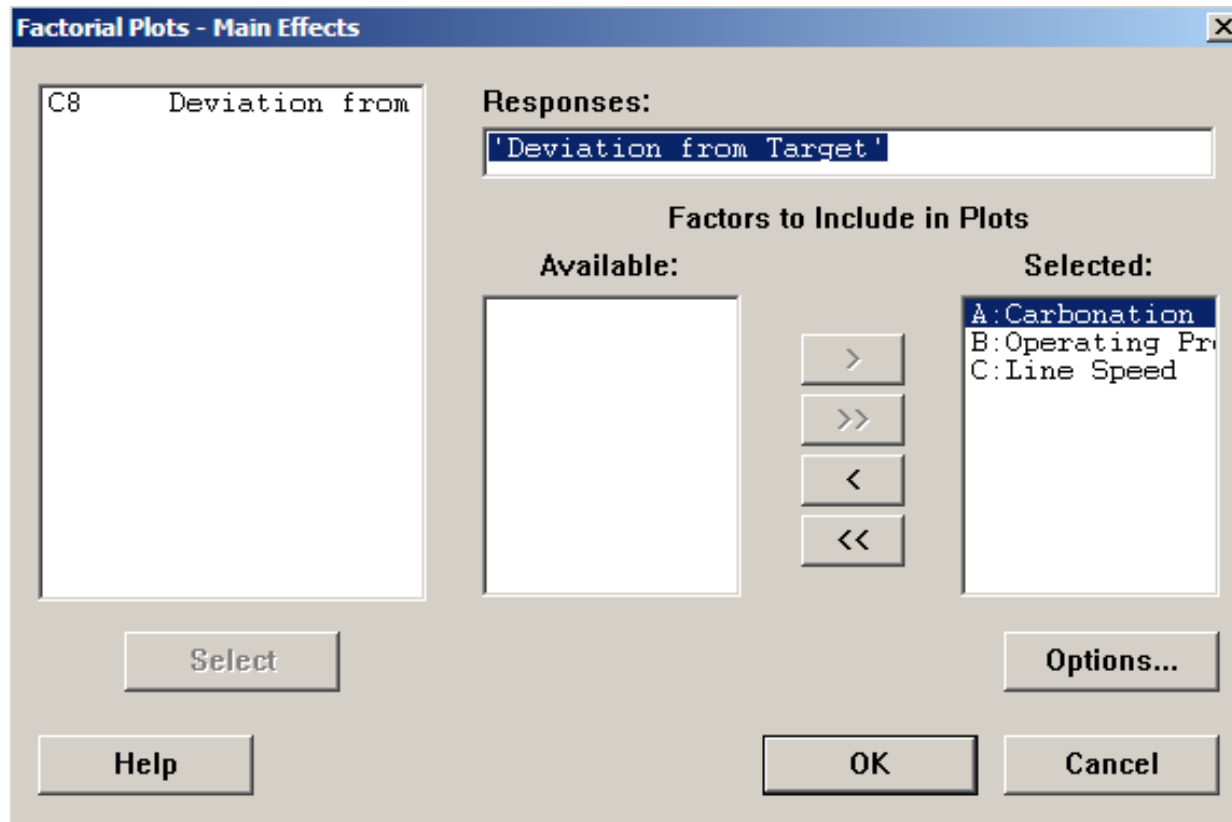 Factorial Plots - Main Effects
C8 Deviation from
Responses:
'Deviation from Target'
Factors to Include in Plots
Available:
Selected:
A:Carbonation
B:Operating Pr
C:Line Speed
>
>>
<
<<
Select
Options...
Help
OK
Cancel